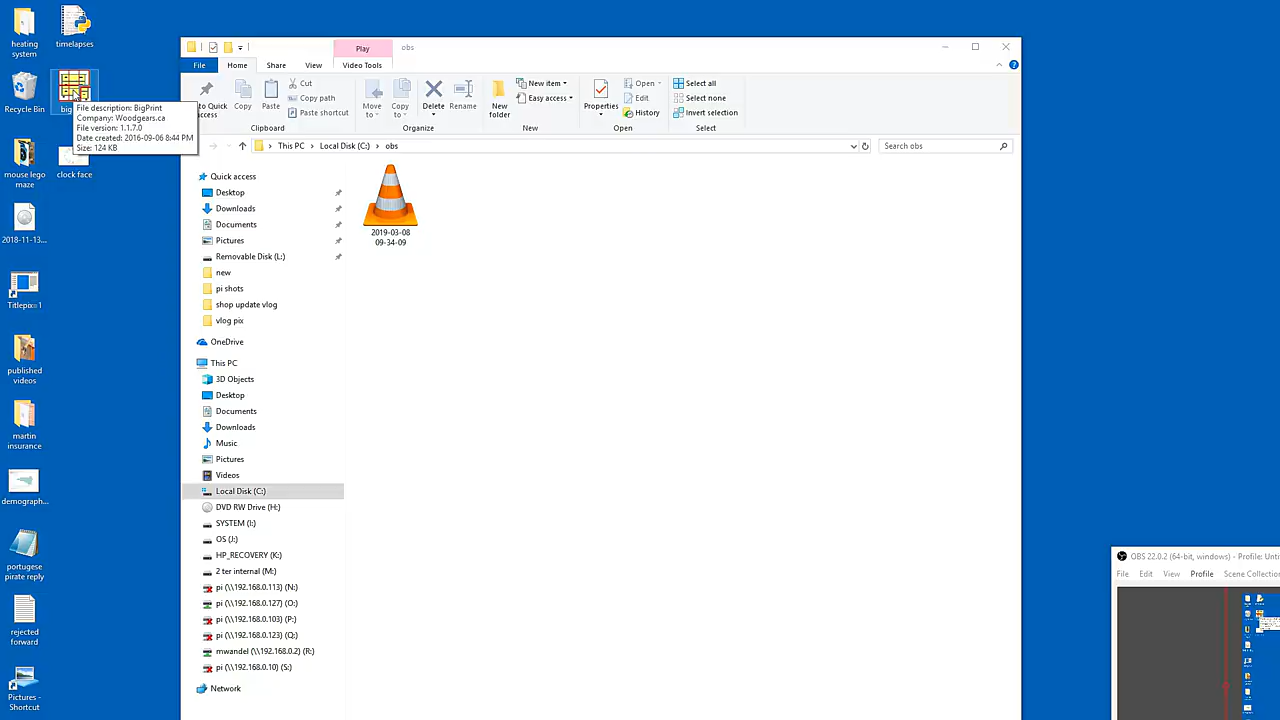 heating
system
timelapses
Recycle Bin
big
File description: BigPrint
Company: Woodgears.ca
File version: 1.1.7.0
Date created: 2016-09-06 8:44 PM
Size: 124 KB
mouse lego
maze
clock face
2018-11-13...
Titlepix=1
published
videos
martin
insurance
demograph...
portugese
pirate reply
rejected
forward
Pictures -
Shortcut
Play
obs
File
Home
Share
View
Video Tools
Copy
Paste
Cut
Copy path
Paste shortcut
to Quick
access
Clipboard
Move
to
Copy
to
Delete
Rename
Organize
New
folder
New item
Easy access
New
Properties
Open
Edit
History
Open
Select all
Select none
Invert selection
Select
This PC
Local Disk (C:)
obs
Search obs
Quick access
Desktop
Downloads
Documents
Pictures
Removable Disk (L:)
new
pi shots
shop update vlog
vlog pix
OneDrive
This PC
3D Objects
Desktop
Documents
Downloads
Music
Pictures
Videos
Local Disk (C:)
DVD RW Drive (H:)
SYSTEM (I:)
OS (J:)
HP_RECOVERY (K:)
2 ter internal (M:)
pi (\\192.168.0.113) (N:)
pi (\\192.168.0.127) (O:)
pi (\\192.168.0.103) (P:)
pi (\\192.168.0.123) (Q:)
mwandel (\\192.168.0.2) (R:)
pi (\\192.168.0.10) (S:)
Network
2019-03-08
09-34-09
OBS 22.0.2 (64-bit, windows) - Profile: Unti
File
Edit
View
Profile
Scene Collection